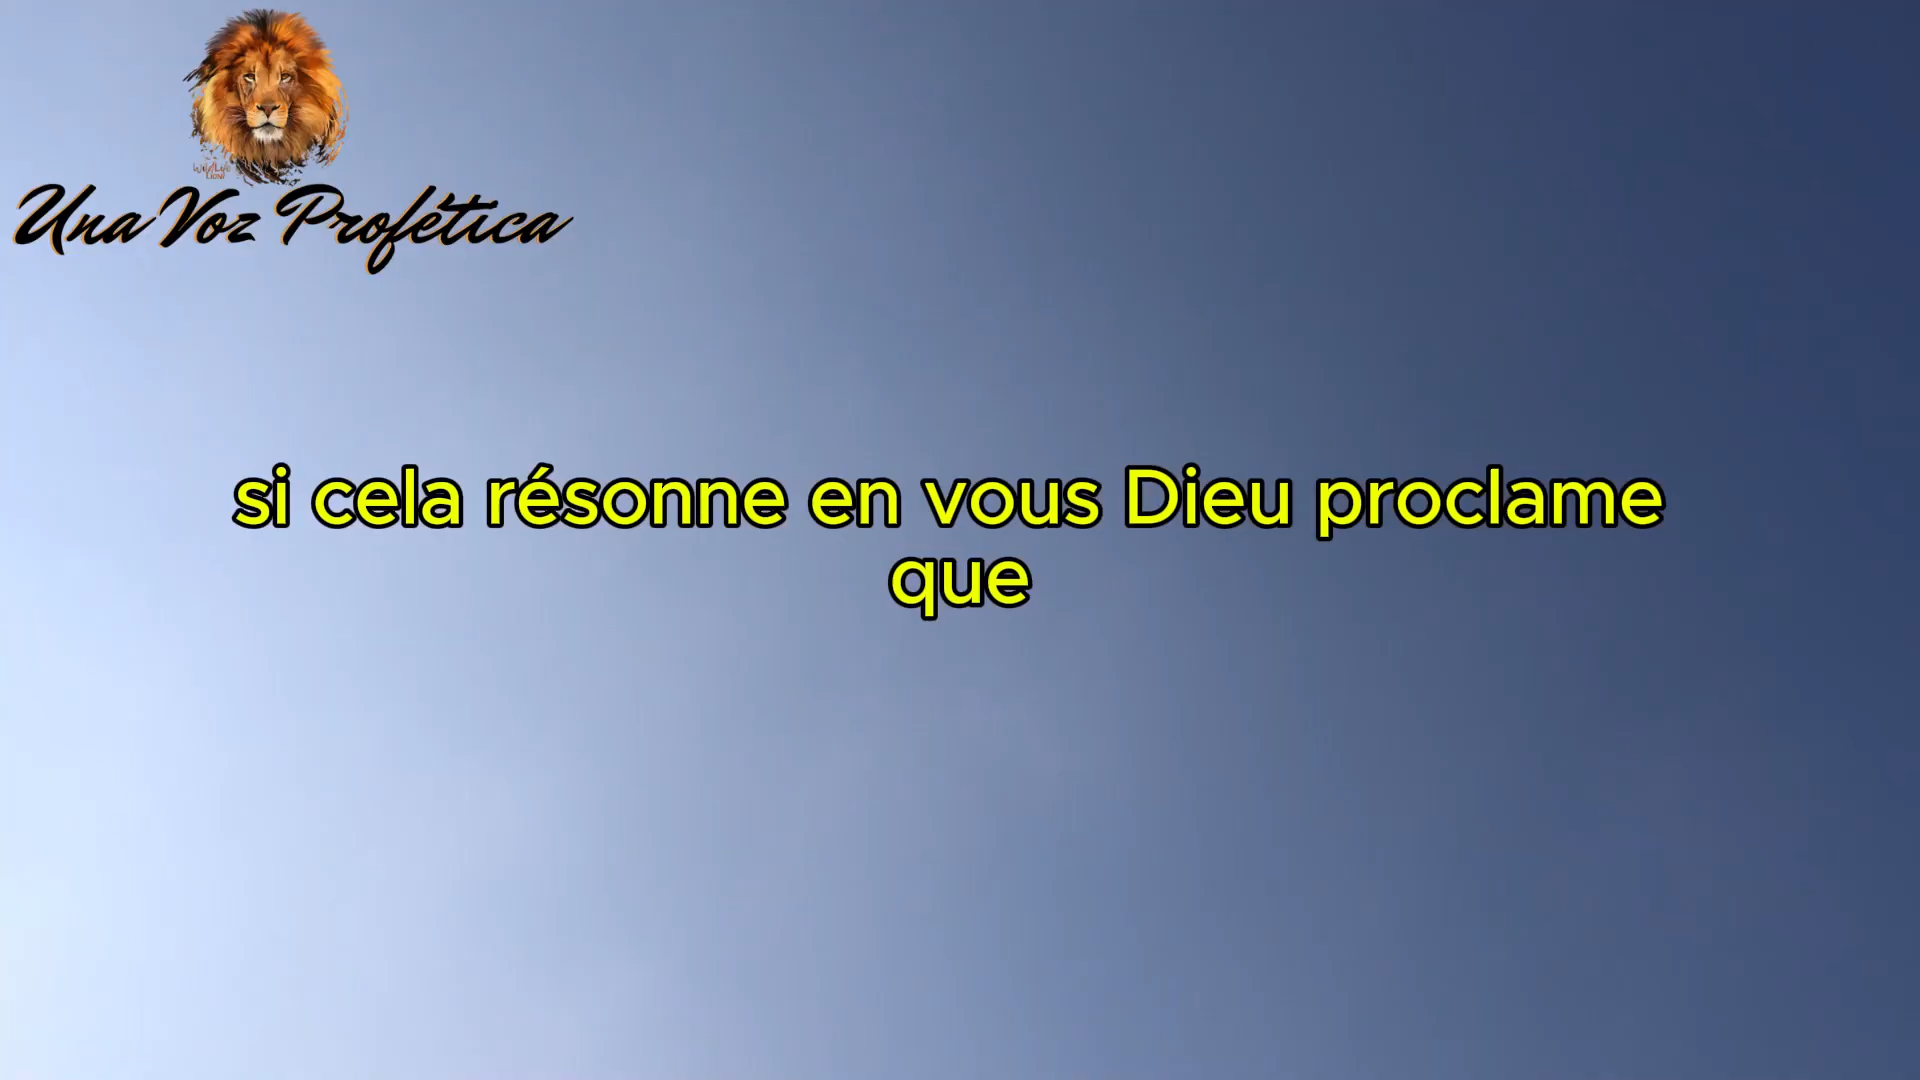 Una Voz Profética
si cela résonne en vous Dieu proclame
que